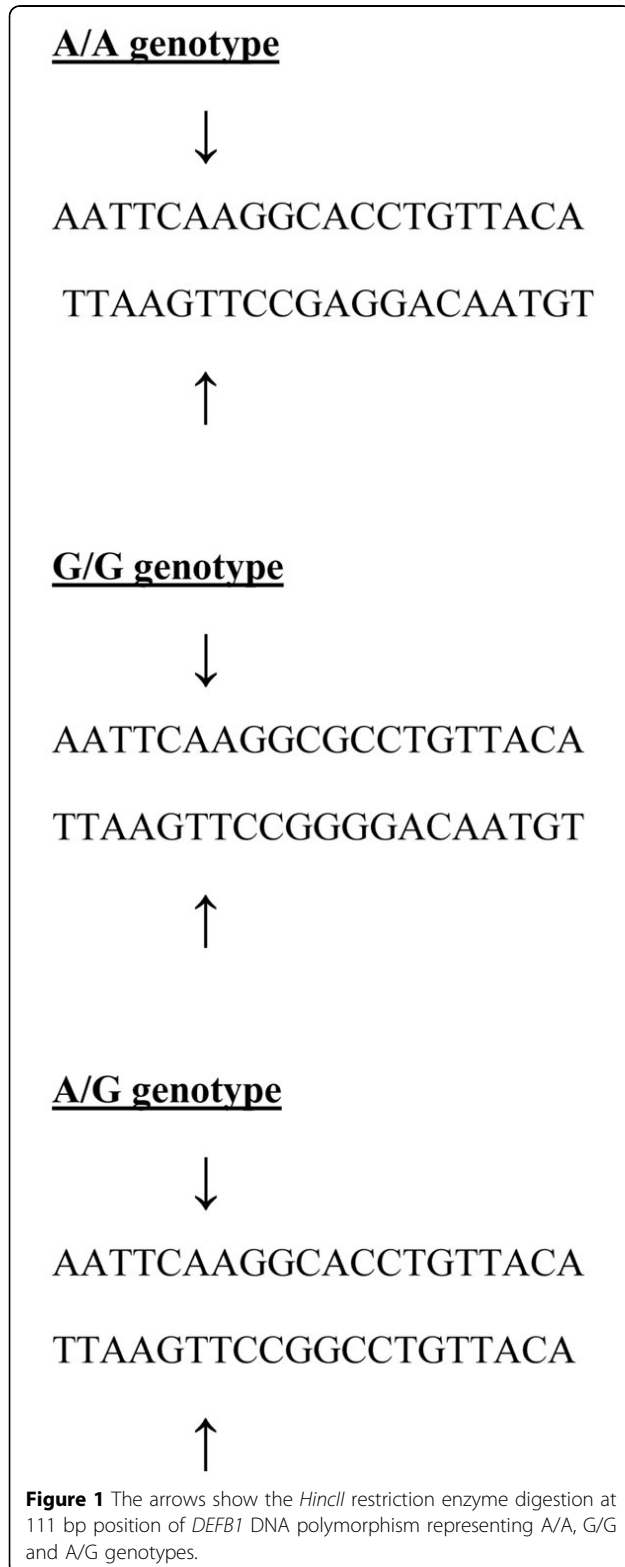 A/A genotype
↓
AATTCAAGGCACCTGTTACA
TTAAGTTCCGAGGACAATGT
↑
G/G genotype
↓
AATTCAAGGCGCCTGTTACA
TTAAGTTCCGGGGACAATGT
↑
A/G genotype
↓
AATTCAAGGCACCTGTTACA
TTAAGTTCCGGCCTGTTACA
↑
Figure 1 The arrows show the HincII restriction enzyme digestion at
111 bp position of DEFB1 DNA polymorphism representing A/A, G/G
and A/G genotypes.